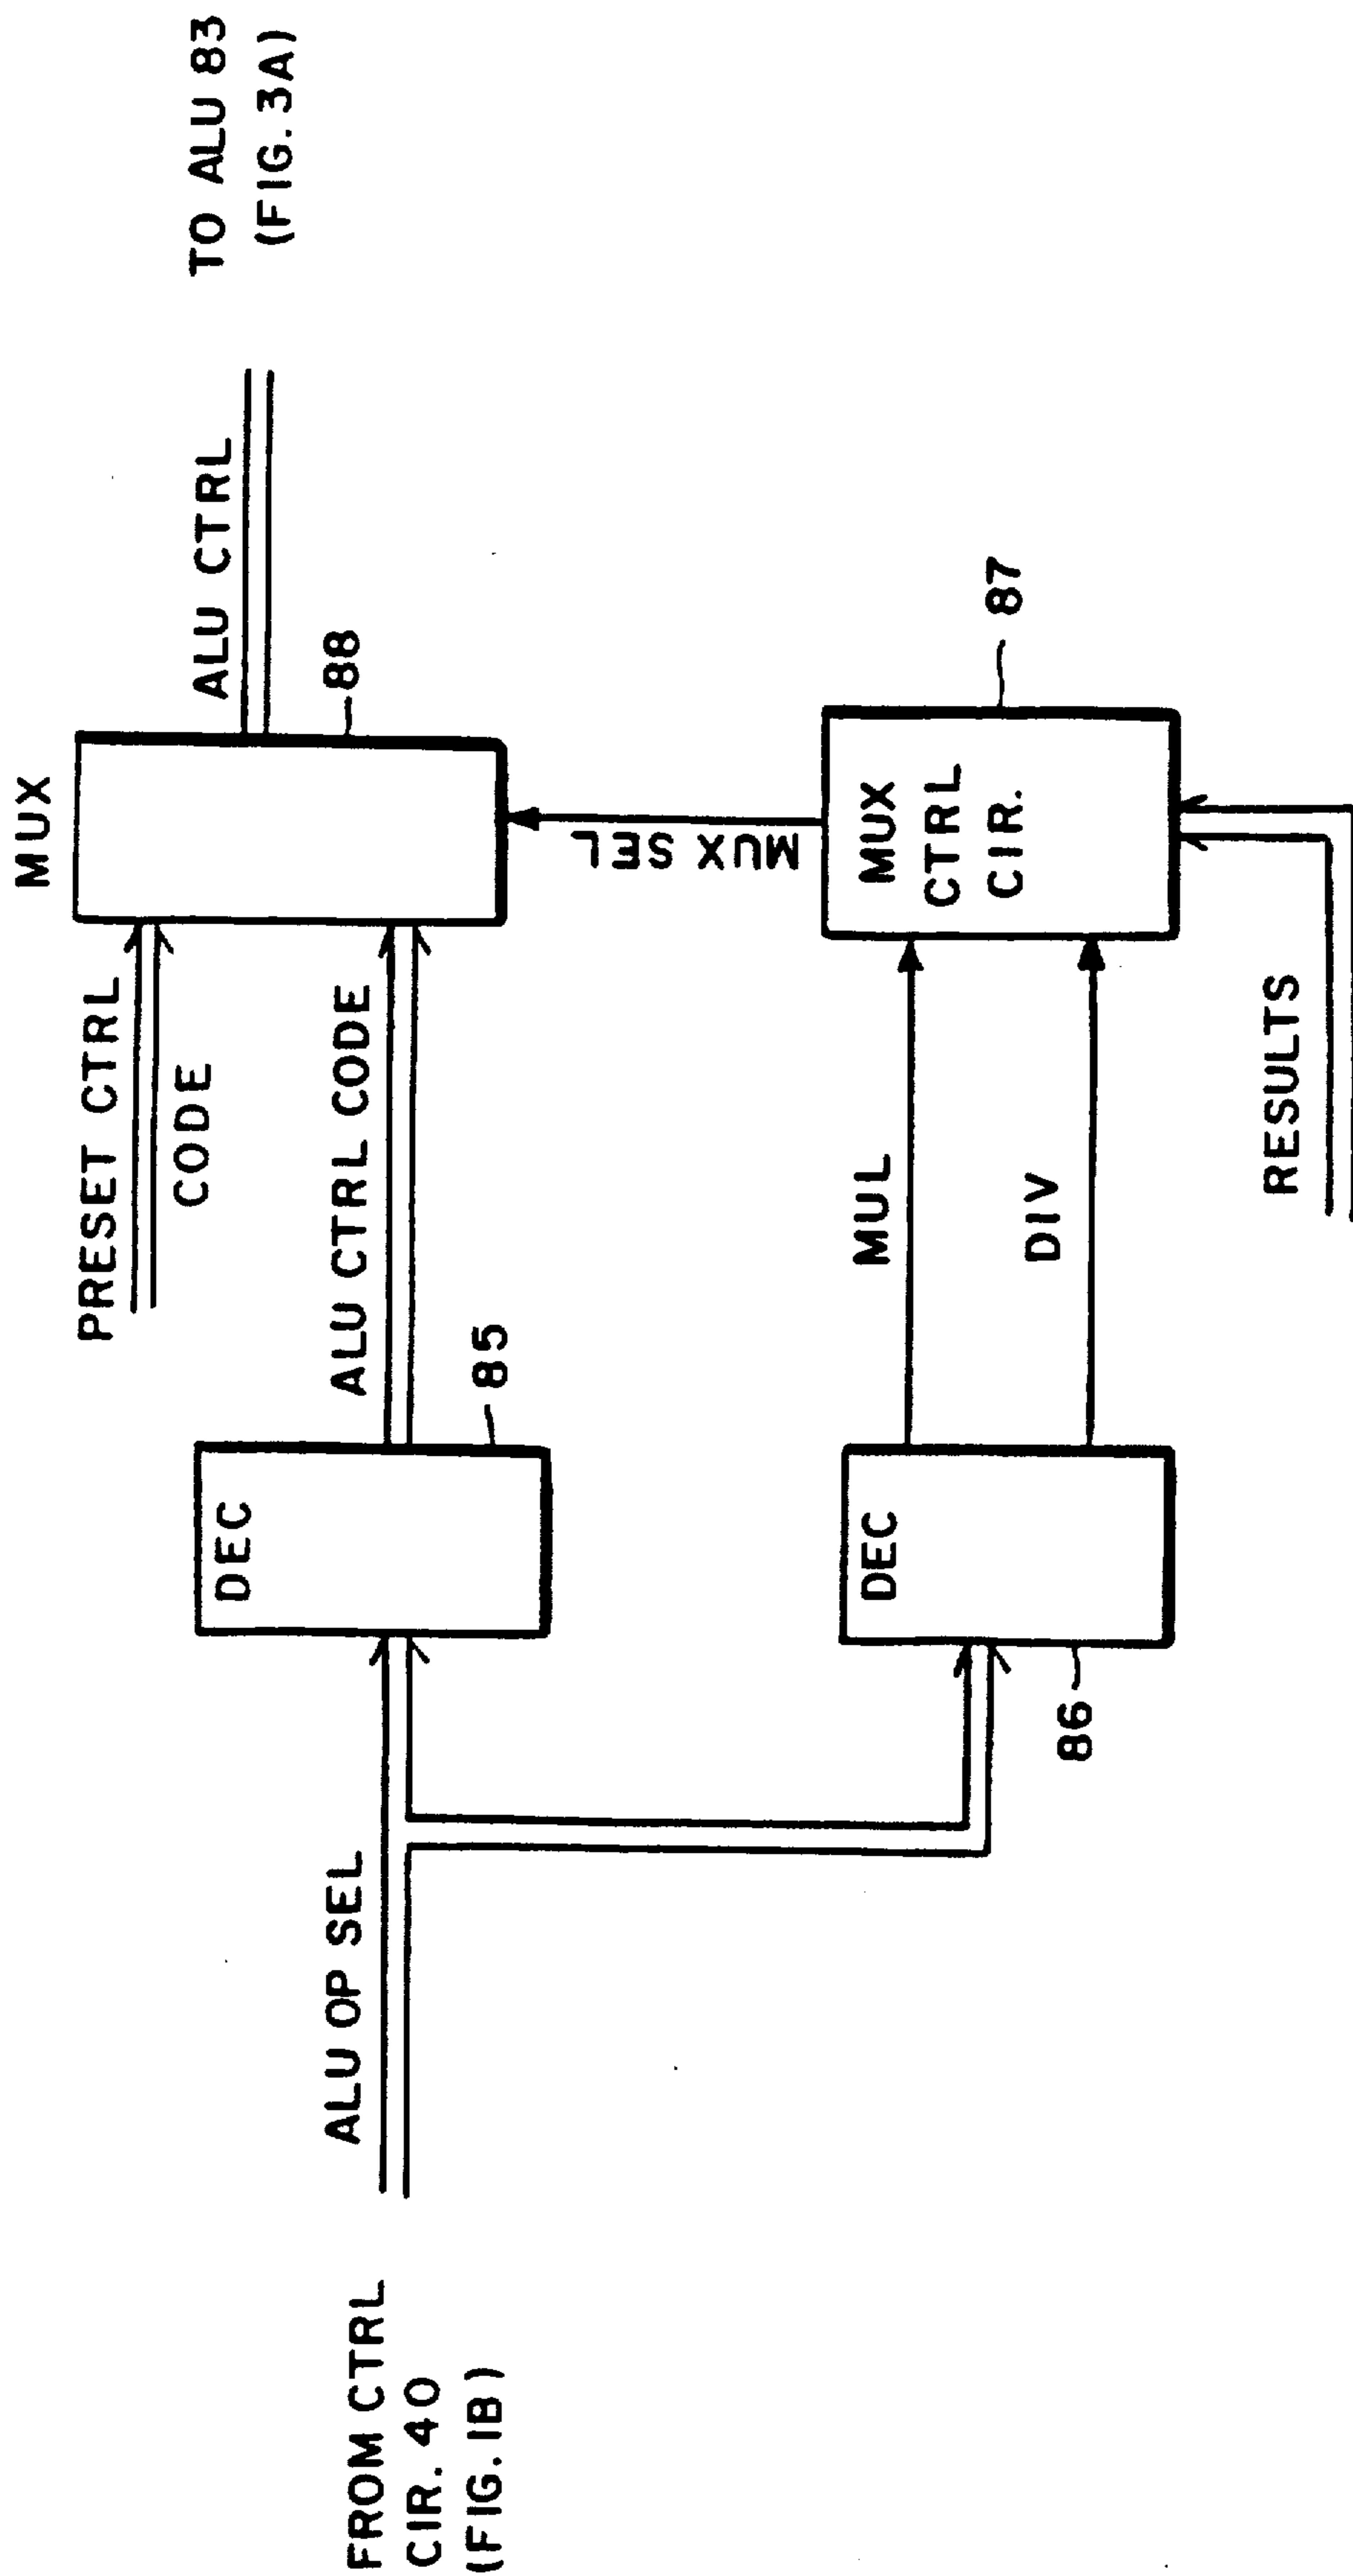 MUX
PRESET CTRL
CODE
ALU CTRL
TO ALU 83
(FIG. 3A)
88
FROM CTRL
CIR. 40
(FIG. 1B)
ALU OP SEL
DEC
85
ALU CTRL CODE
MUX SEL
DEC
86
MUL
DIV
MUX
CTRL
CIR.
87
RESULTS